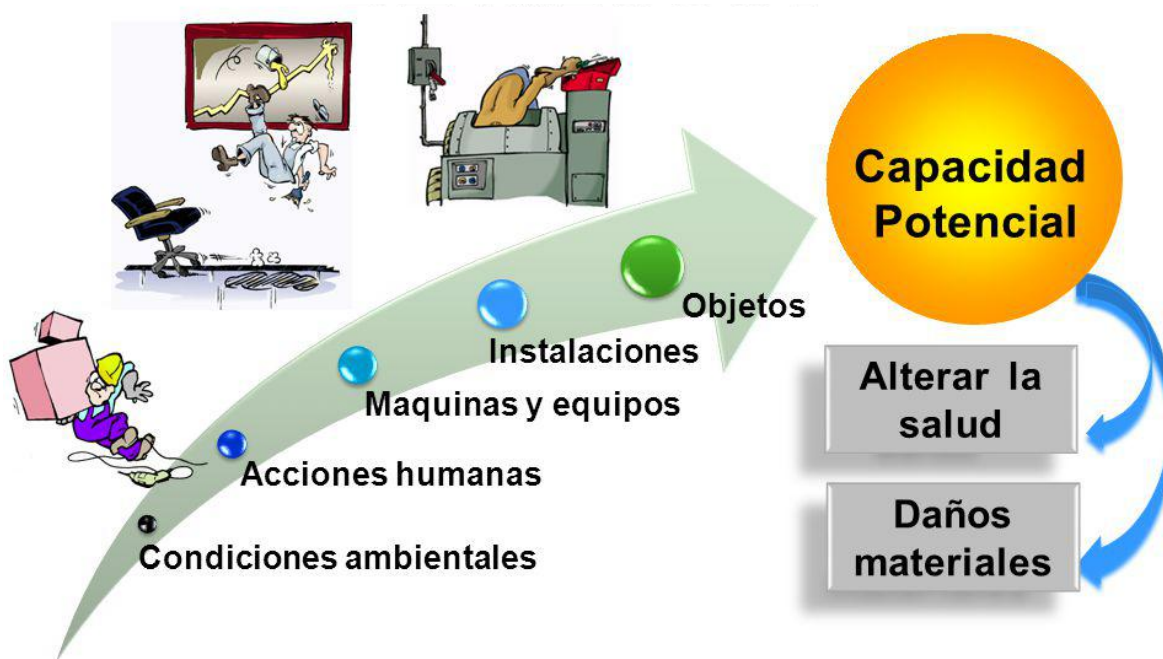 Capacidad
Potencial
Objetos
Instalaciones
Maquinas y equipos
Acciones humanas
Condiciones ambientales
Alterar la
salud
Daños
materiales